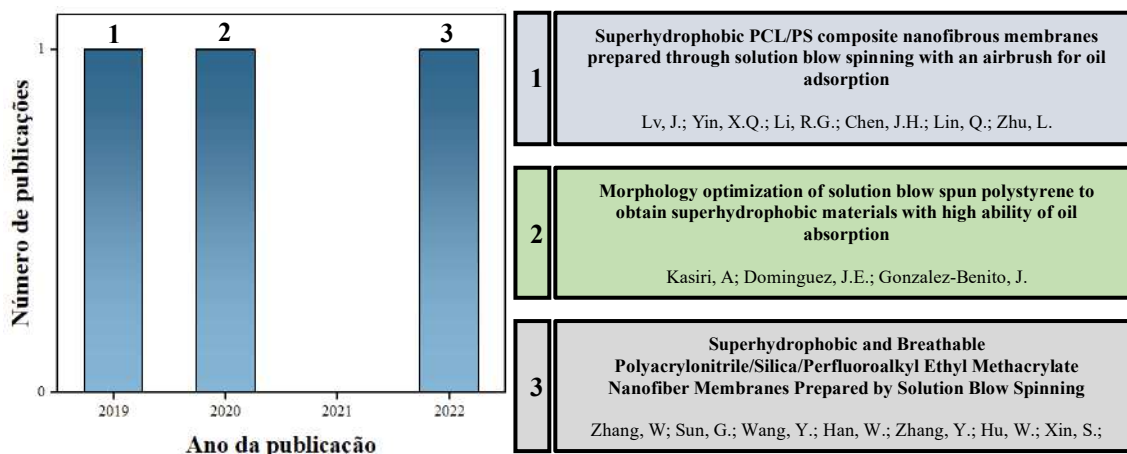 Número de publicações
1
0
1
2
3
2019
2020
2021
2022
Ano da publicação
1
Superhydrophobic PCL/PS composite nanofibrous membranes
prepared through solution blow spinning with an airbrush for oil
adsorption
Lv, J.; Yin, X.Q.; Li, R.G.; Chen, J.H.; Lin, Q.; Zhu, L.
2
Morphology optimization of solution blow spun polystyrene to
obtain superhydrophobic materials with high ability of oil
absorption
Kasiri, A; Dominguez, J.E.; Gonzalez-Benito, J.
3
Superhydrophobic and Breathable
Polyacrylonitrile/Silica/Perfluoroalkyl Ethyl Methacrylate
Nanofiber Membranes Prepared by Solution Blow Spinning
Zhang, W; Sun, G.; Wang, Y.; Han, W.; Zhang, Y.; Hu, W.; Xin, S.;